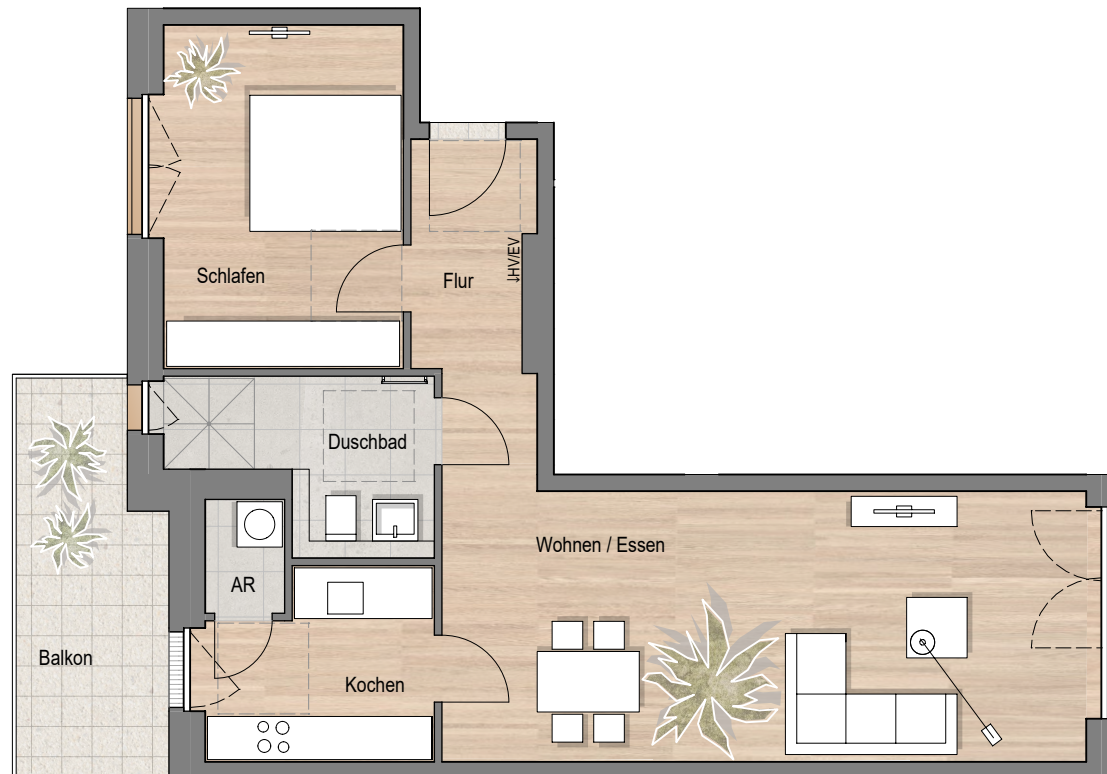 Schlafen
Flur
↓HV/EV
Duschbad
Wohnen / Essen
AR
Balkon
Kochen